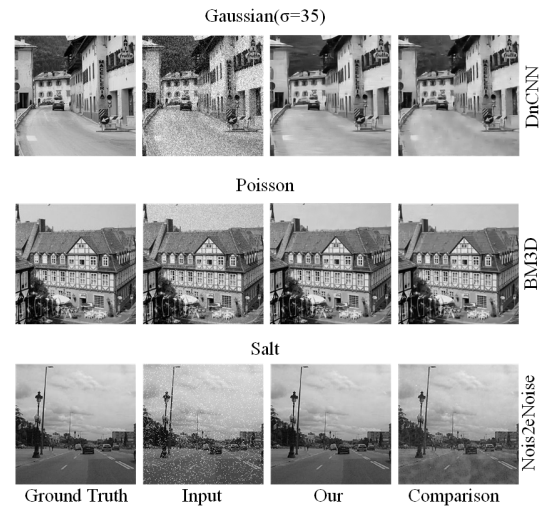 Gaussian(σ=35)
DnCNN
Poisson
BM3D
Salt
Nois2eNoise
Ground Truth
Input
Our
Comparison